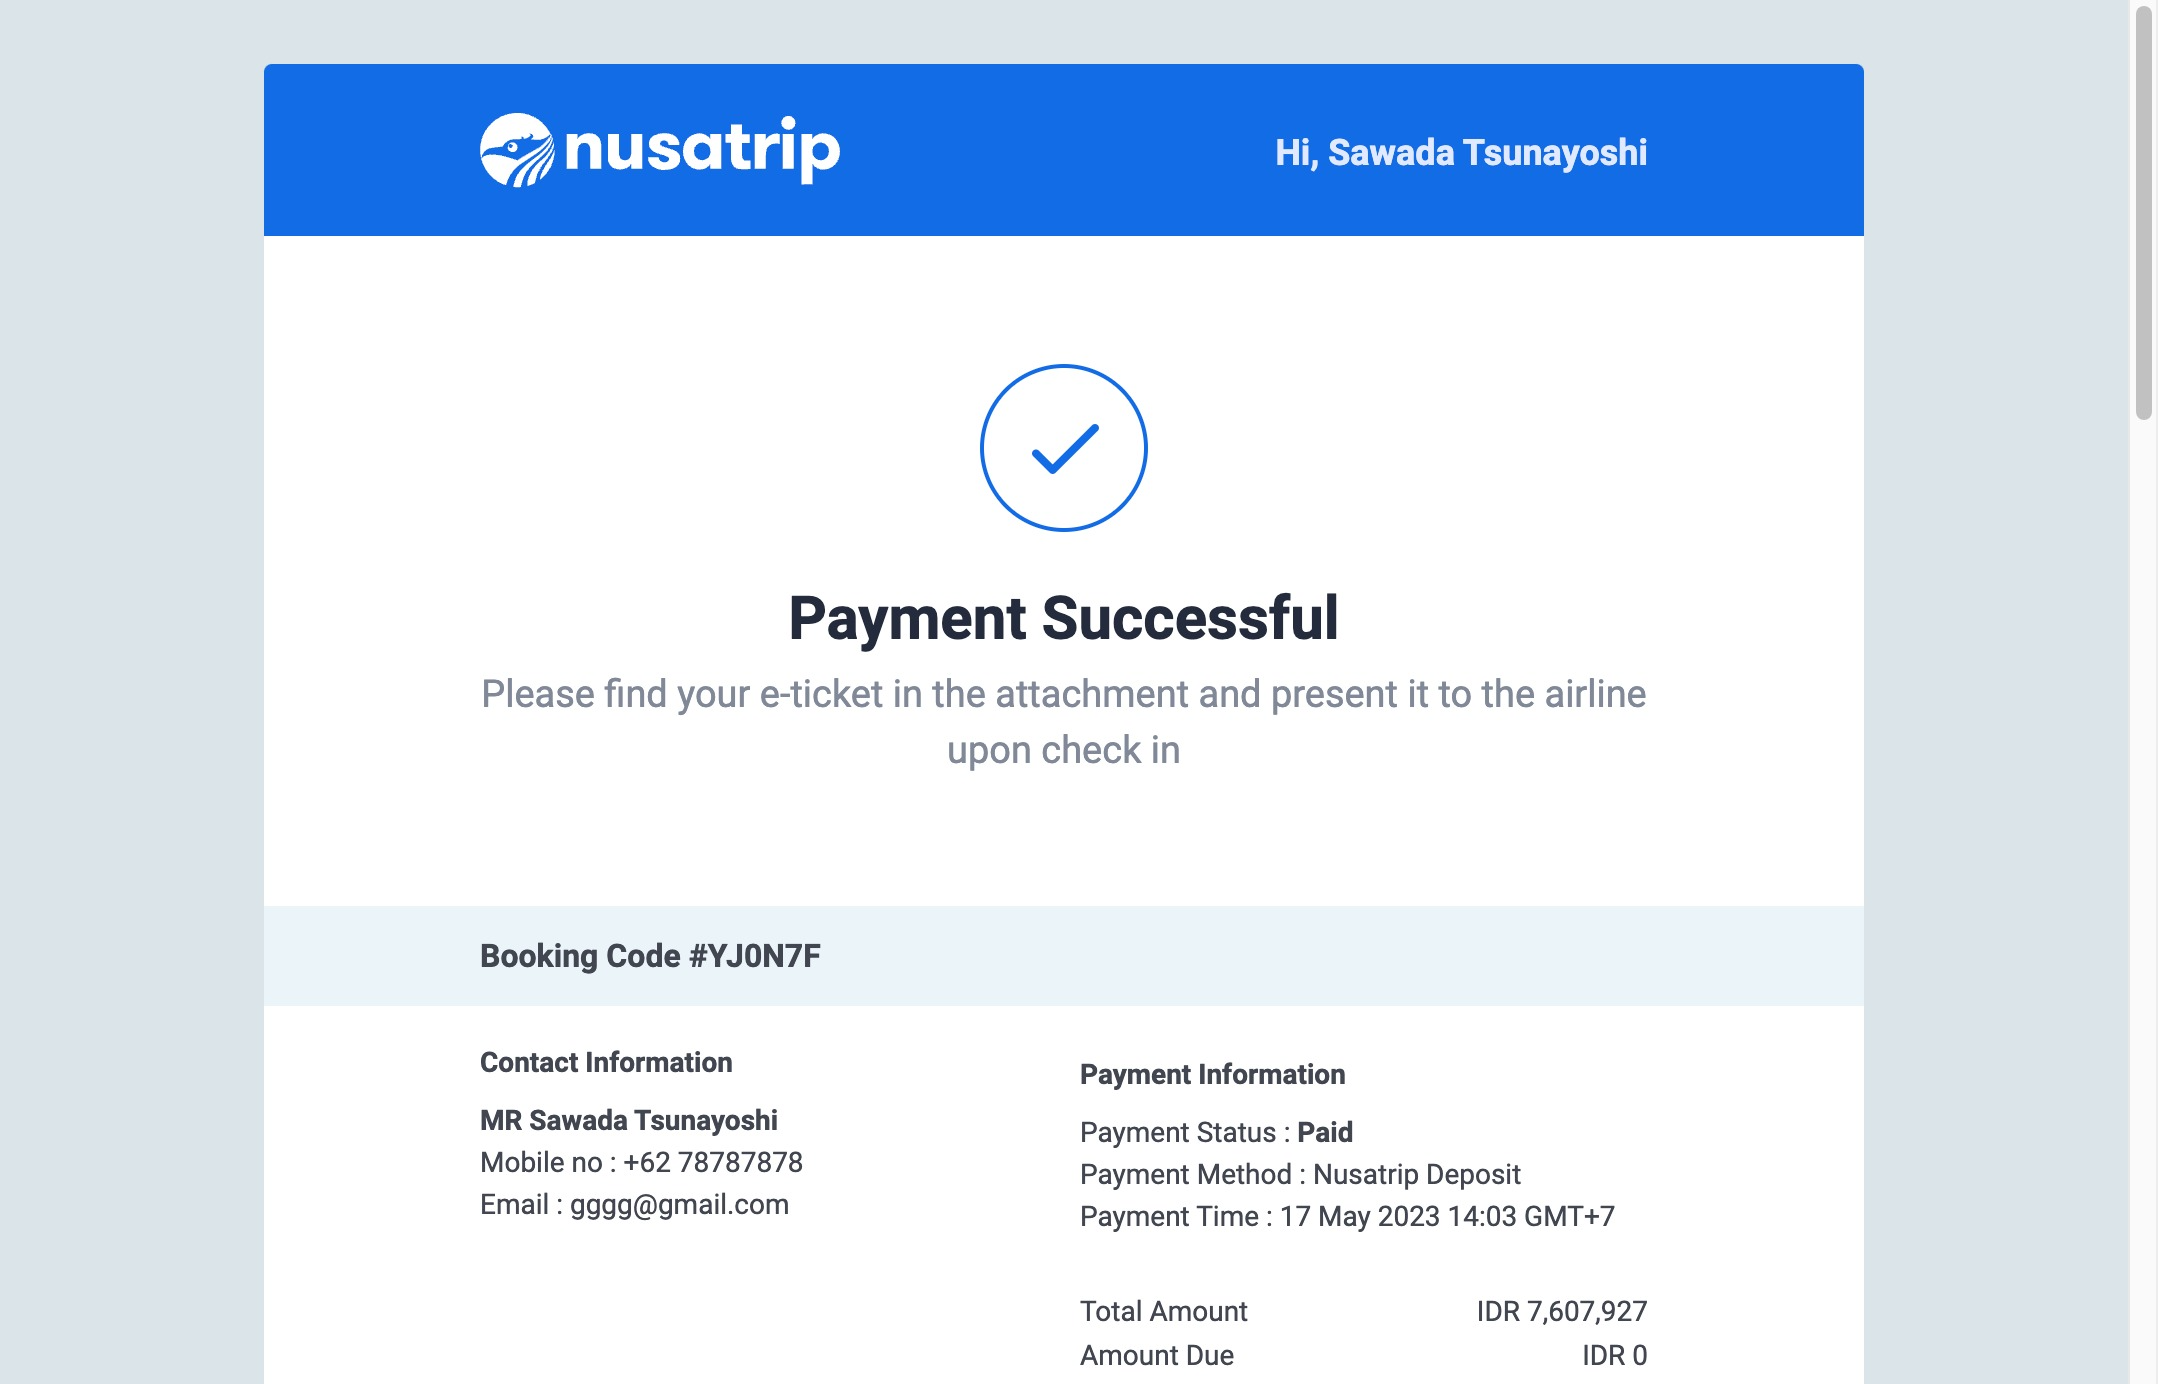 nusatrip
Hi, Sawada Tsunayoshi
Payment Successful
Please find your e-ticket in the attachment and present it to the airline
upon check in
Booking Code #YJ0N7F
Contact Information
MR Sawada Tsunayoshi
Mobile no : +62 78787878
Email : gggg@gmail.com
Payment Information
Payment Status : Paid
Payment Method : Nusatrip Deposit
Payment Time : 17 May 2023 14:03 GMT+7
Total Amount IDR 7,607,927
Amount Due IDR 0